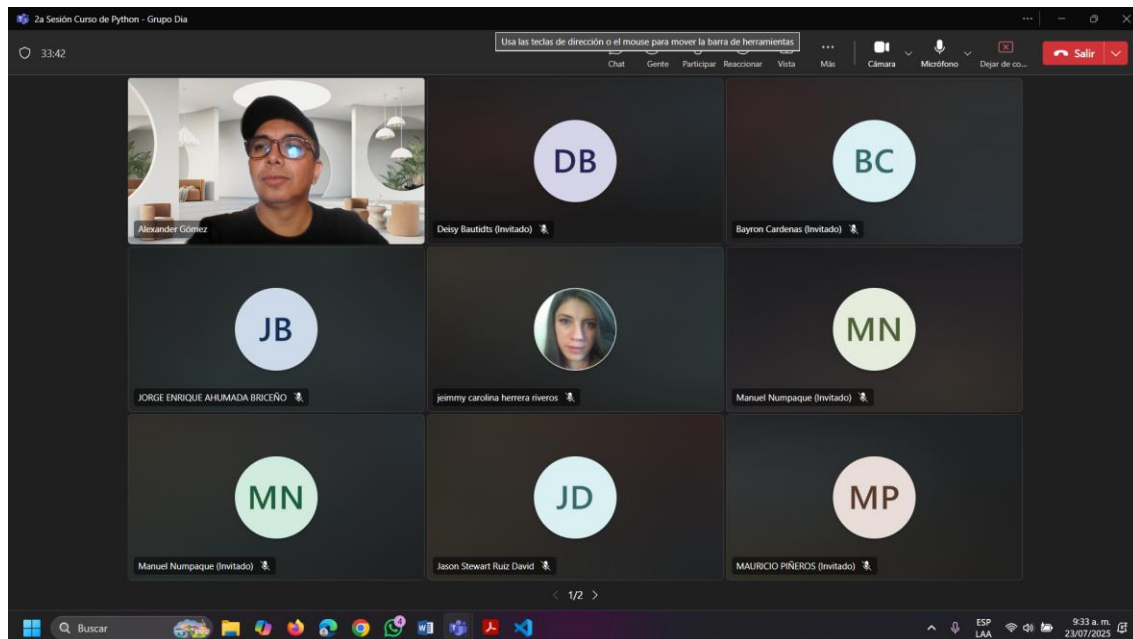 2a Sesión Curso de Python - Grupo Dia
33:42
Usa las teclas de dirección o el mouse para mover la barra de herramientas
Chat Gente Participar Reaccionar Vista Más Cámara Micrófono Dejar de co... Salir
Alexander Gómez
DB
Deisy Bautidts (Invitado)
BC
Bayron Cardenas (Invitado)
JB
JORGE ENRIQUE AHUMADA BRICEÑO
jeimmy carolina herrera riveros
MN
Manuel Numpaque (Invitado)
MN
Manuel Numpaque (Invitado)
JD
Jason Stewart Ruiz David
MP
MAURICIO PIÑEROS (Invitado)
1/2
Buscar
4
ESP
LAA
9:33 a. m.
23/07/2025